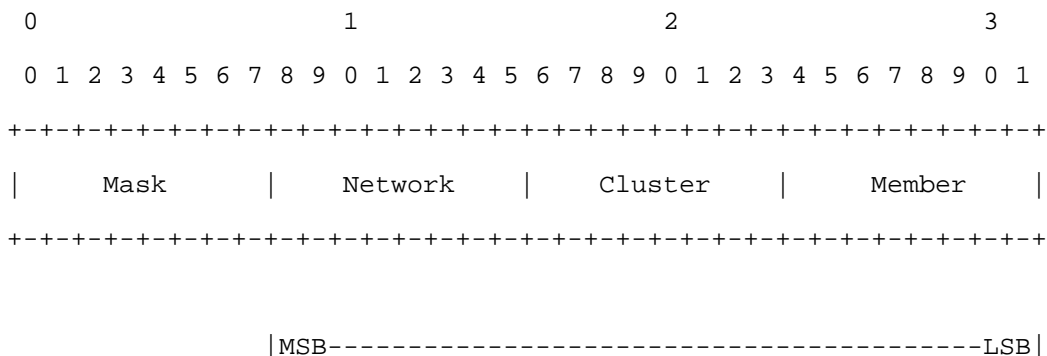 0                   1                   2                   3
0 1 2 3 4 5 6 7 8 9 0 1 2 3 4 5 6 7 8 9 0 1 2 3 4 5 6 7 8 9 0 1
+-+-+-+-+-+-+-+-+-+-+-+-+-+-+-+-+-+-+-+-+-+-+-+-+-+-+-+-+-+-+-+-+
|     Mask      |    Network    |    Cluster    |     Member    |
+-+-+-+-+-+-+-+-+-+-+-+-+-+-+-+-+-+-+-+-+-+-+-+-+-+-+-+-+-+-+-+-+
|MSB-----------------------------------------LSB|